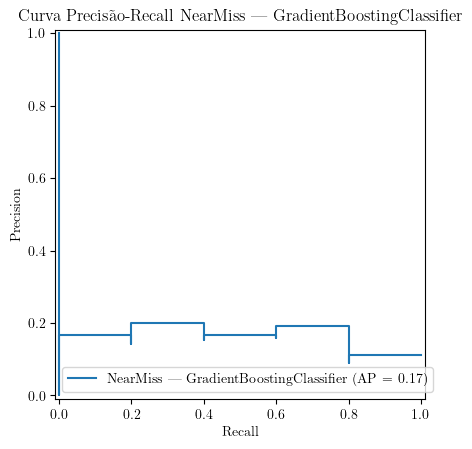 Curva Precisão-Recall NearMiss — GradientBoostingClassifier
1.0
0.8
0.6
0.4
0.2
0.0
Precision
NearMiss — GradientBoostingClassifier (AP = 0.17)
0.0 0.2 0.4 0.6 0.8 1.0
Recall